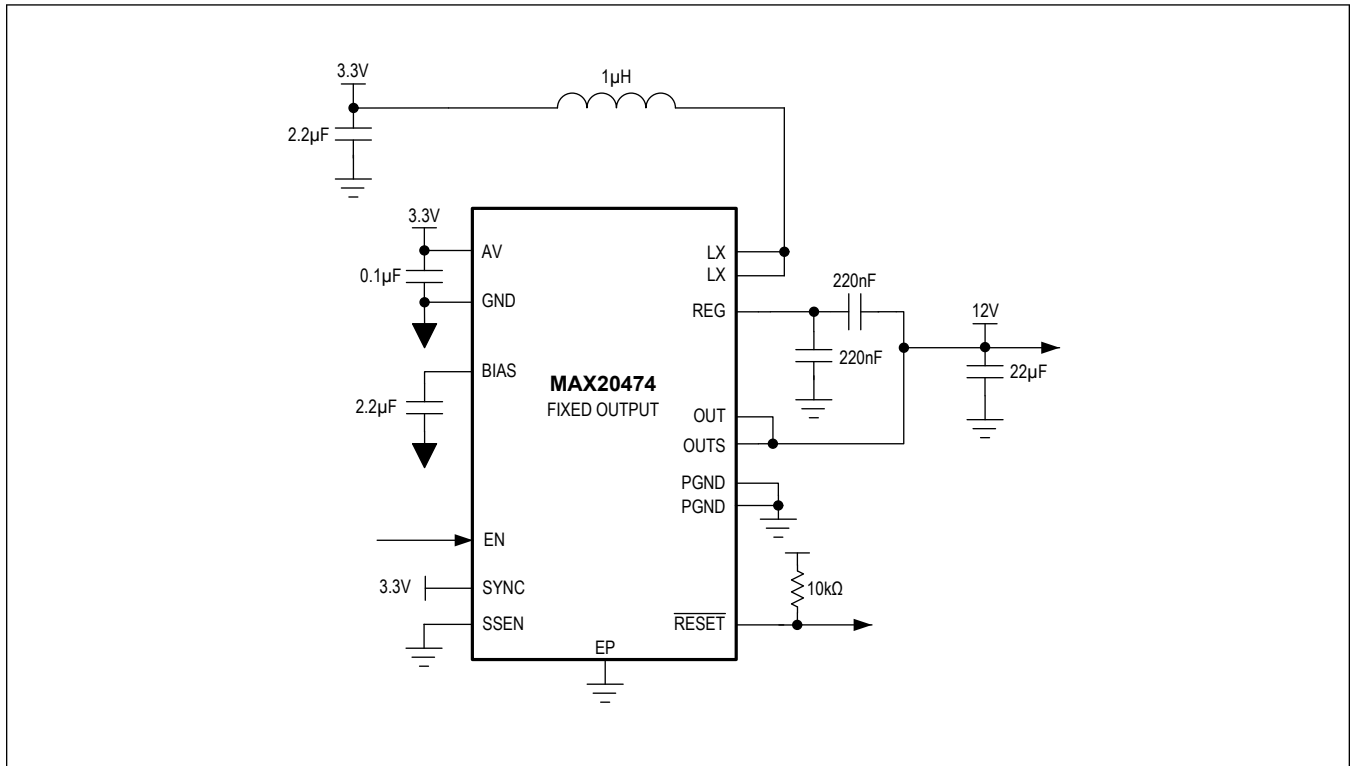 3.3V
1µH
2.2µF
3.3V
AV
LX
LX
0.1µF
220nF
GND
REG
12V
220nF
22µF
BIAS
MAX20474
FIXED OUTPUT
2.2µF
OUT
OUTS
PGND
PGND
EN
3.3V
SYNC
10kΩ
SSEN
RESET
EP